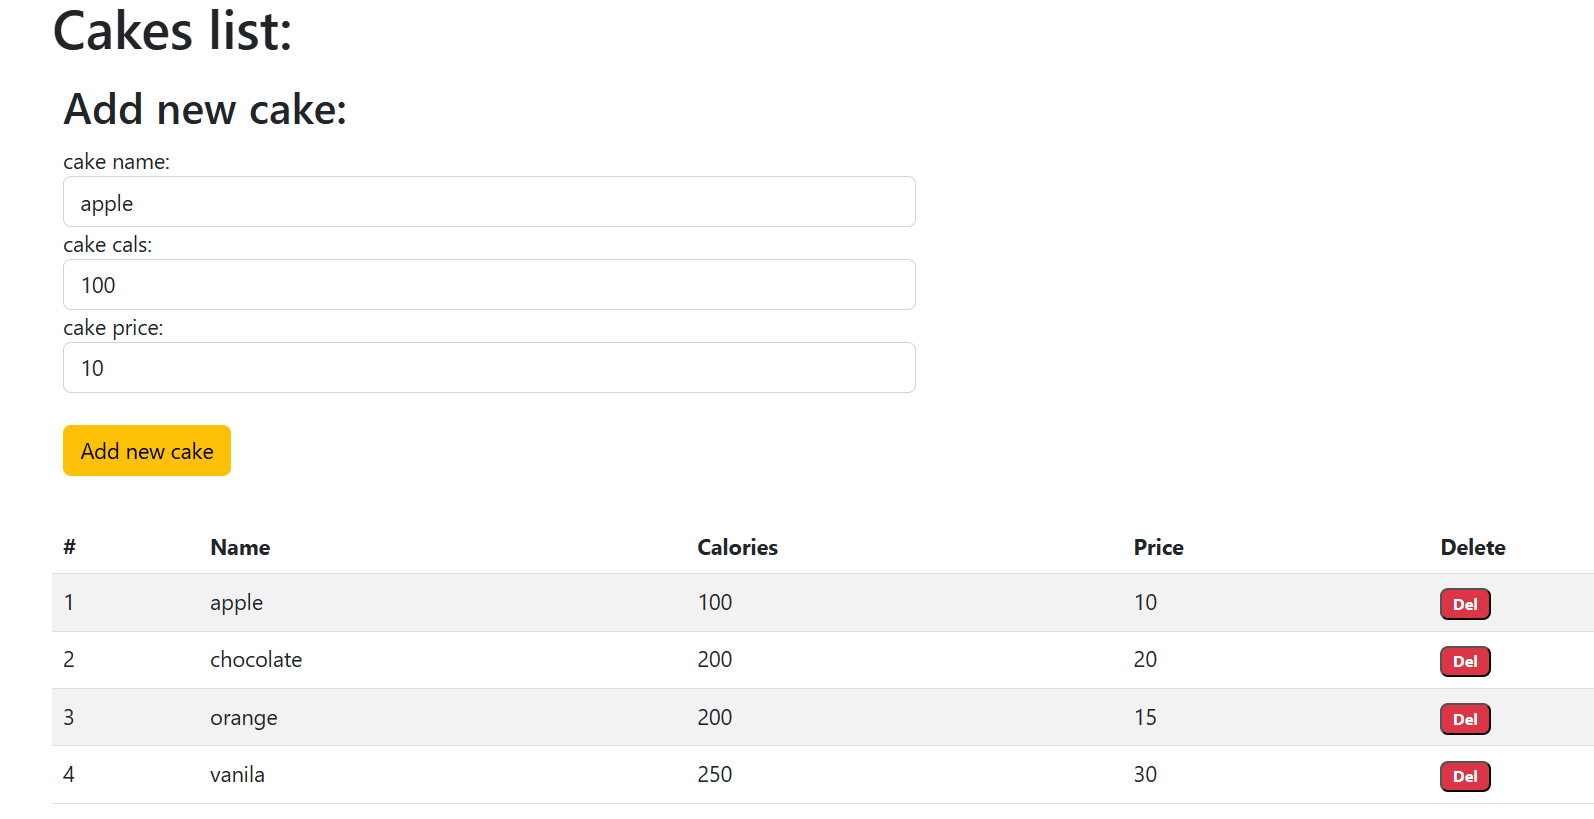 Cakes list:
Add new cake:
cake name:
apple
cake cals:
100
cake price:
10
Add new cake
# Name Calories Price Delete
1 apple 100 10 Del
2 chocolate 200 20 Del
3 orange 200 15 Del
4 vanila 250 30 Del